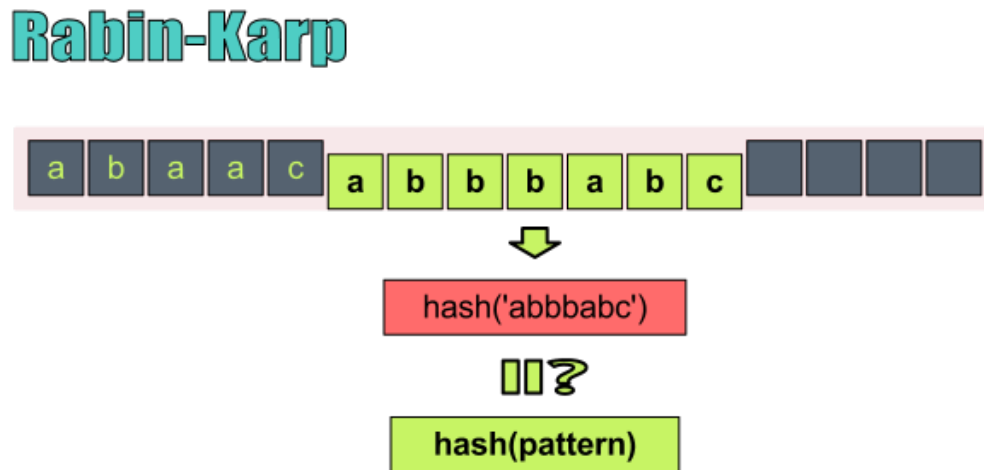 Rabin-Karp
a b a a c a b b b a b c
hash('abbbabc')
=?
hash(pattern)